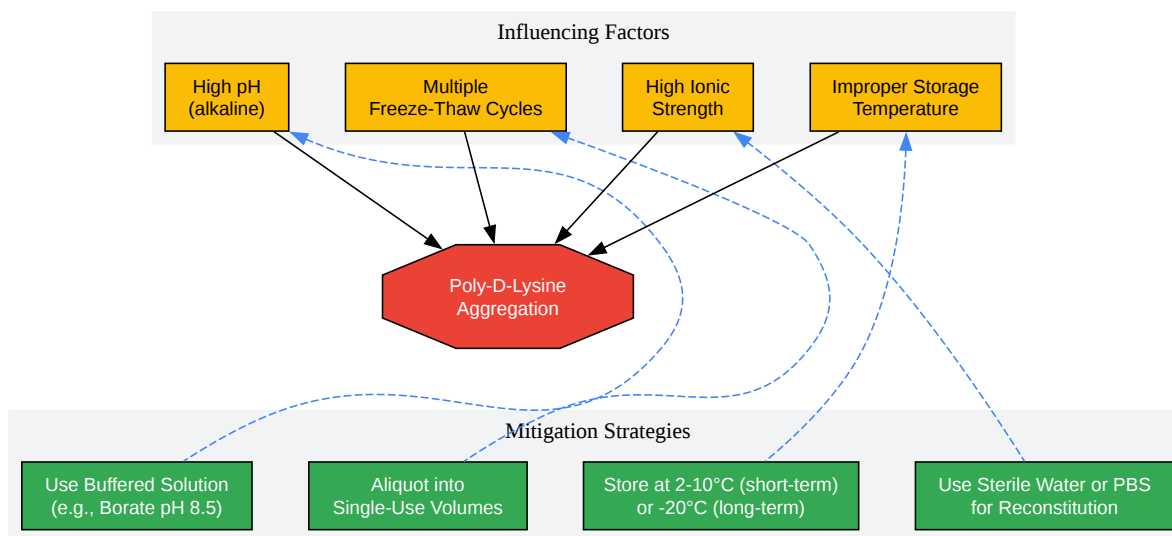 Influencing Factors
High pH
(alkaline)
Multiple
Freeze-Thaw Cycles
High Ionic
Strength
Improper Storage
Temperature
Poly-D-Lysine
Aggregation
Mitigation Strategies
Use Buffered Solution
(e.g., Borate pH 8.5)
Aliquot into
Single-Use Volumes
Store at 2-10°C (short-term)
or -20°C (long-term)
Use Sterile Water or PBS
for Reconstitution